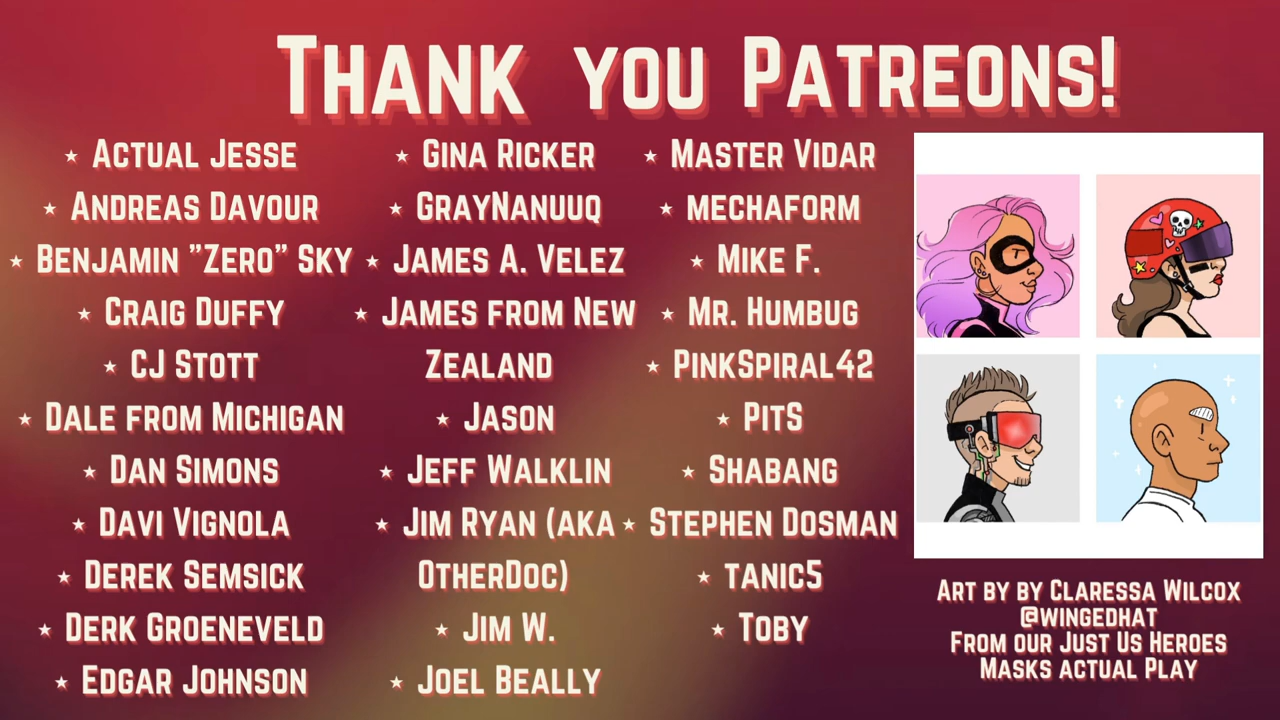 Thank you Patreons!
★ Actual Jesse
★ Andreas Davour
★ Benjamin "Zero" Sky
★ Craig Duffy
★ CJ Stott
★ Dale from Michigan
★ Dan Simons
★ Davi Vignola
★ Derek Semsick
★ Derk Groeneveld
★ Edgar Johnson
★ Gina Ricker
★ GrayNanuuq
★ James A. Velez
★ James from New
Zealand
★ Jason
★ Jeff Walklin
★ Jim Ryan (aka
OtherDoc)
★ Jim W.
★ Joel Beally
★ Master Vidar
★ mechaform
★ Mike F.
★ Mr. Humbug
★ PinkSpiral42
★ PitS
★ Shabang
★ Stephen Dosman
★ tanic5
★ Toby
Art by by Claressa Wilcox
@wingedhat
From our Just Us Heroes
Masks actual Play